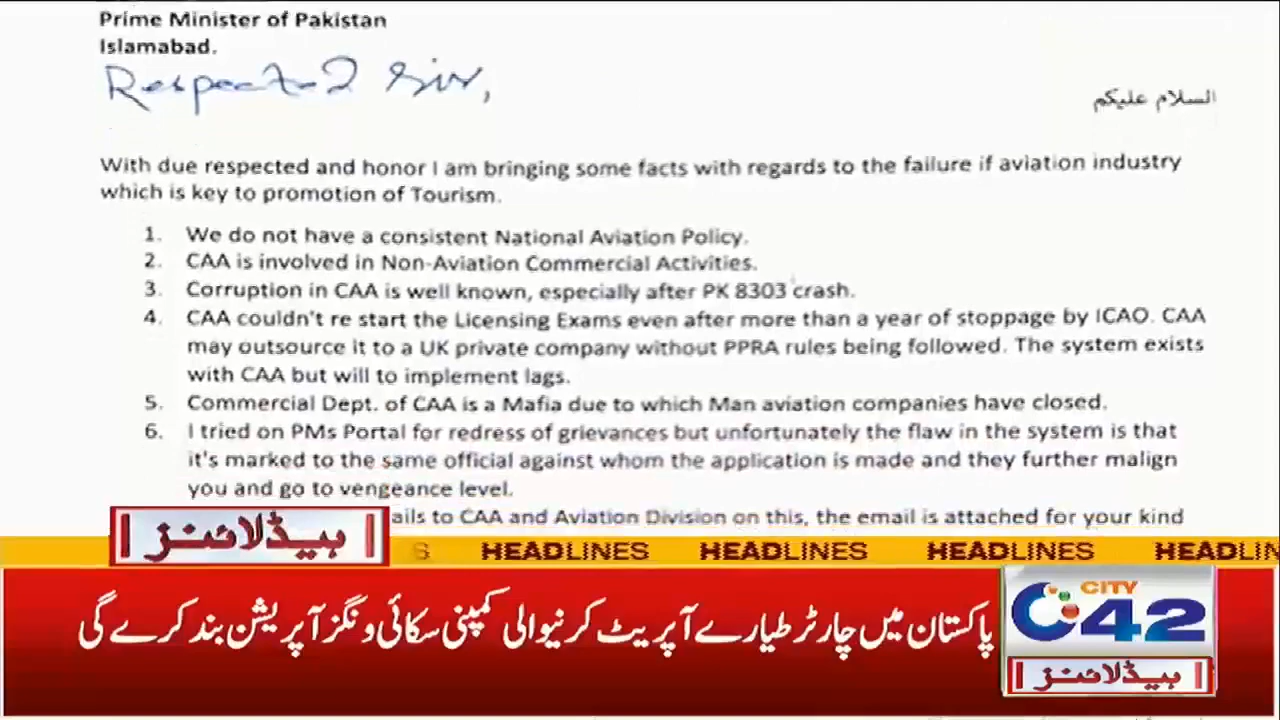 Prime Minister of Pakistan
Islamabad.
Respected Sir,
السلام علیکم
With due respected and honor I am bringing some facts with regards to the failure if aviation industry
which is key to promotion of Tourism.
1. We do not have a consistent National Aviation Policy.
2. CAA is involved in Non-Aviation Commercial Activities.
3. Corruption in CAA is well known, especially after PK 8303 crash.
4. CAA couldn't re start the Licensing Exams even after more than a year of stoppage by ICAO. CAA
may outsource it to a UK private company without PPRA rules being followed. The system exists
with CAA but will to implement lags.
5. Commercial Dept. of CAA is a Mafia due to which Man aviation companies have closed.
6. I tried on PMs Portal for redress of grievances but unfortunately the flaw in the system is that
it's marked to the same official against whom the application is made and they further malign
you and go to vengeance level.
ails to CAA and Aviation Division on this, the email is attached for your kind
ہیڈلائنز
S HEADLINES HEADLINES HEADLINES HEADLIN
پاکستان میں چارٹر طیارے آپریٹ کرنیوالی کمپنی سکائی ونگز آپریشن بند کرے گی
CITY
42
ہیڈلائنز